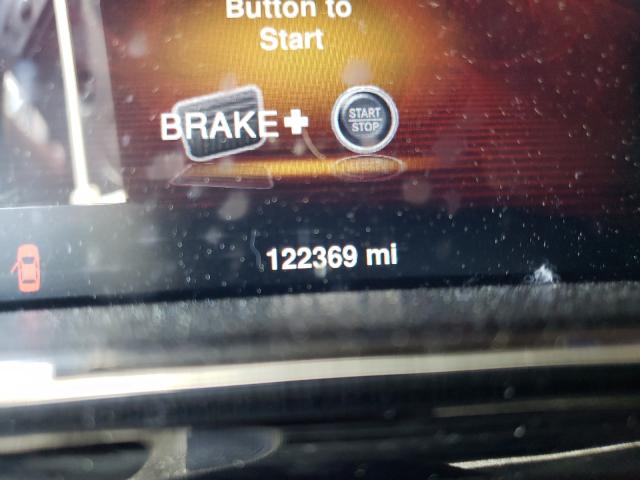 Button to
Start
BRAKE + START
STOP
122369 mi